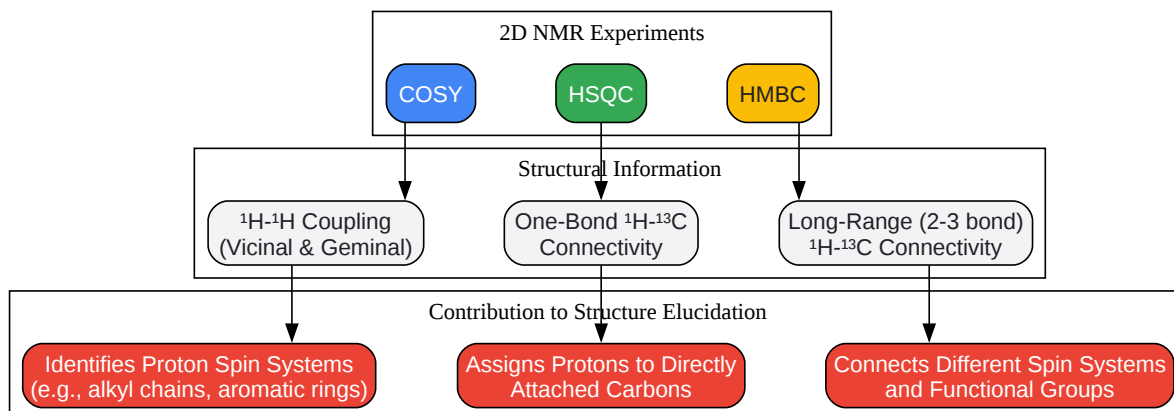 2D NMR Experiments
COSY
HSQC
HMBC
Structural Information
¹H-¹H Coupling
(Vicinal & Geminal)
One-Bond ¹H-¹³C
Connectivity
Long-Range (2-3 bond)
¹H-¹³C Connectivity
Contribution to Structure Elucidation
Identifies Proton Spin Systems
(e.g., alkyl chains, aromatic rings)
Assigns Protons to Directly
Attached Carbons
Connects Different Spin Systems
and Functional Groups